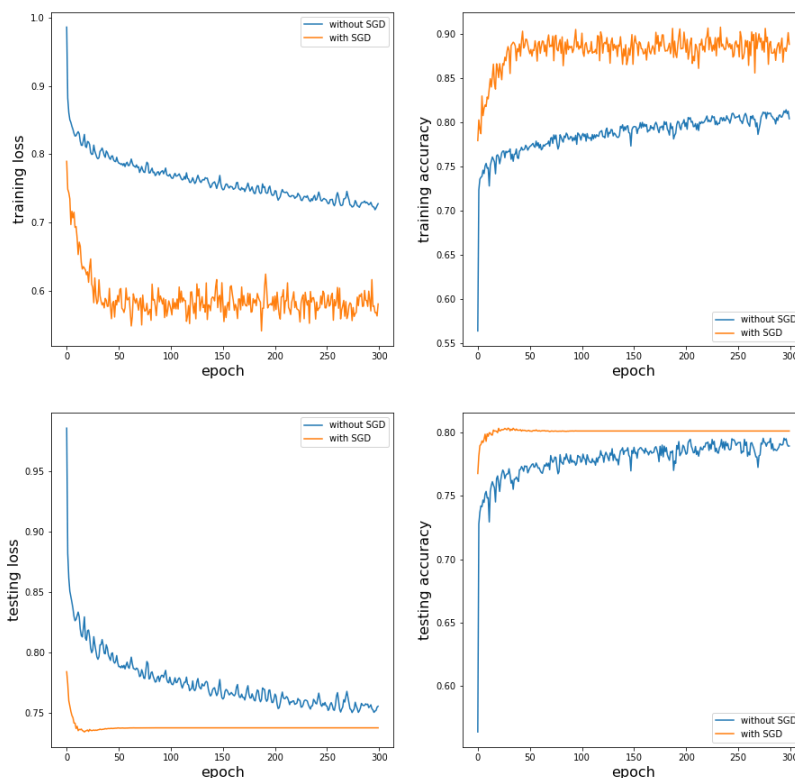 1.0
0.9
0.8
0.7
0.6
training loss
0 50 100 150 200 250 300
epoch
without SGD
with SGD
0.90
0.85
0.80
0.75
0.70
0.65
0.60
0.55
training accuracy
0 50 100 150 200 250 300
epoch
without SGD
with SGD
0.95
0.90
0.85
0.80
0.75
testing loss
0 50 100 150 200 250 300
epoch
without SGD
with SGD
0.80
0.75
0.70
0.65
0.60
testing accuracy
0 50 100 150 200 250 300
epoch
without SGD
with SGD